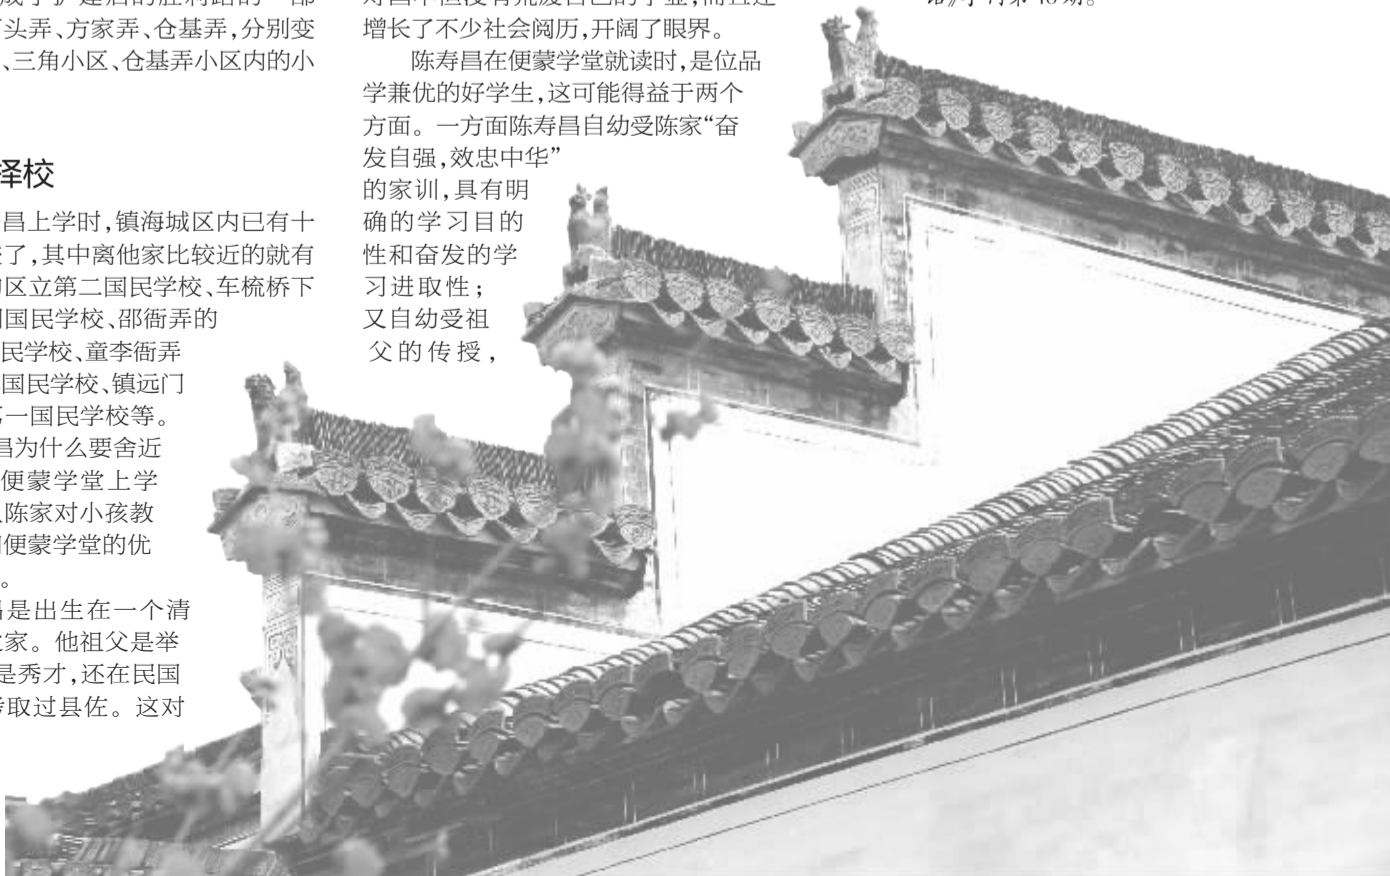 头弄、方家弄、仓基弄，分别变
、三角小区、仓基弄小区内的小
择校
昌上学时，镇海城区内已有十
了，其中离他家比较近的就有
区立第二国民学校、车梳桥下
国民学校、邵衙弄的
民学校、童李衙弄
国民学校、镇远门
一国民学校等。
昌为什么要舍近
便蒙学堂上学
陈家对小孩教
便蒙学堂的优
。
是出生在一个清
家。他祖父是举
是秀才，还在民国
取过县佐。这对
增长了不少社会阅历，开阔了眼界。
陈寿昌在便蒙学堂就读时，是位品
学兼优的好学生，这可能得益于两个
方面。一方面陈寿昌自幼受陈家“奋
发自强，效忠中华”
的家训，具有明
确的学习目的
性和奋发的学
习进取性；
又自幼受祖
父的传授，